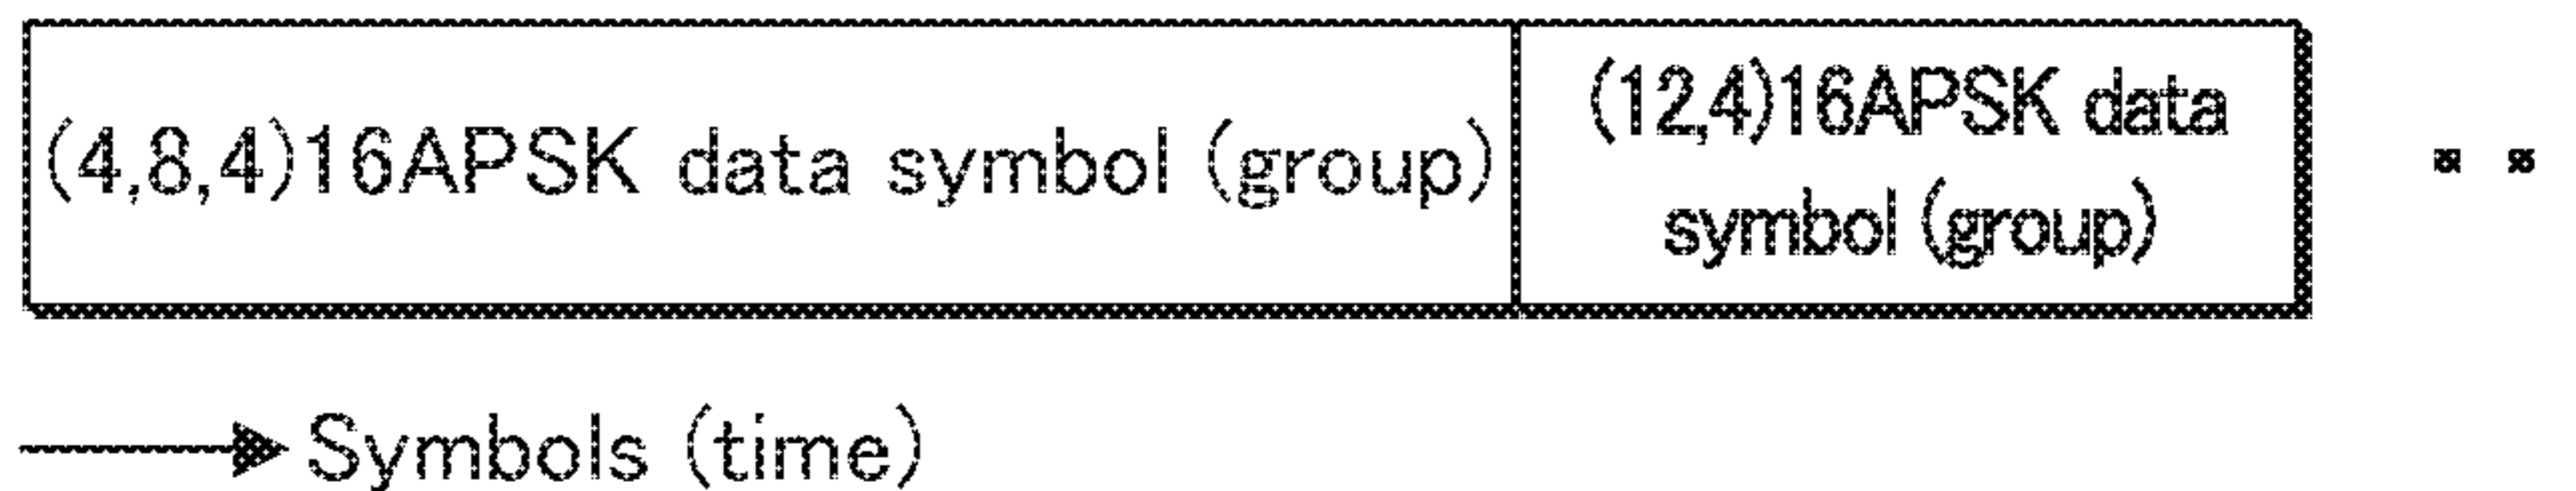 (4,8,4)16APSK data symbol (group)
(12,4)16APSK data
symbol (group)
Symbols (time)